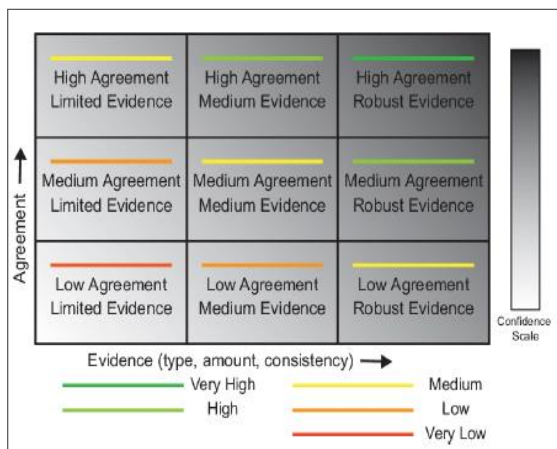 High Agreement
Limited Evidence
High Agreement
Medium Evidence
High Agreement
Robust Evidence
Medium Agreement
Limited Evidence
Medium Agreement
Medium Evidence
Medium Agreement
Robust Evidence
Low Agreement
Limited Evidence
Low Agreement
Medium Evidence
Low Agreement
Robust Evidence
Agreement
Confidence
Scale
Evidence (type, amount, consistency)
Very High
Medium
High
Low
Very Low